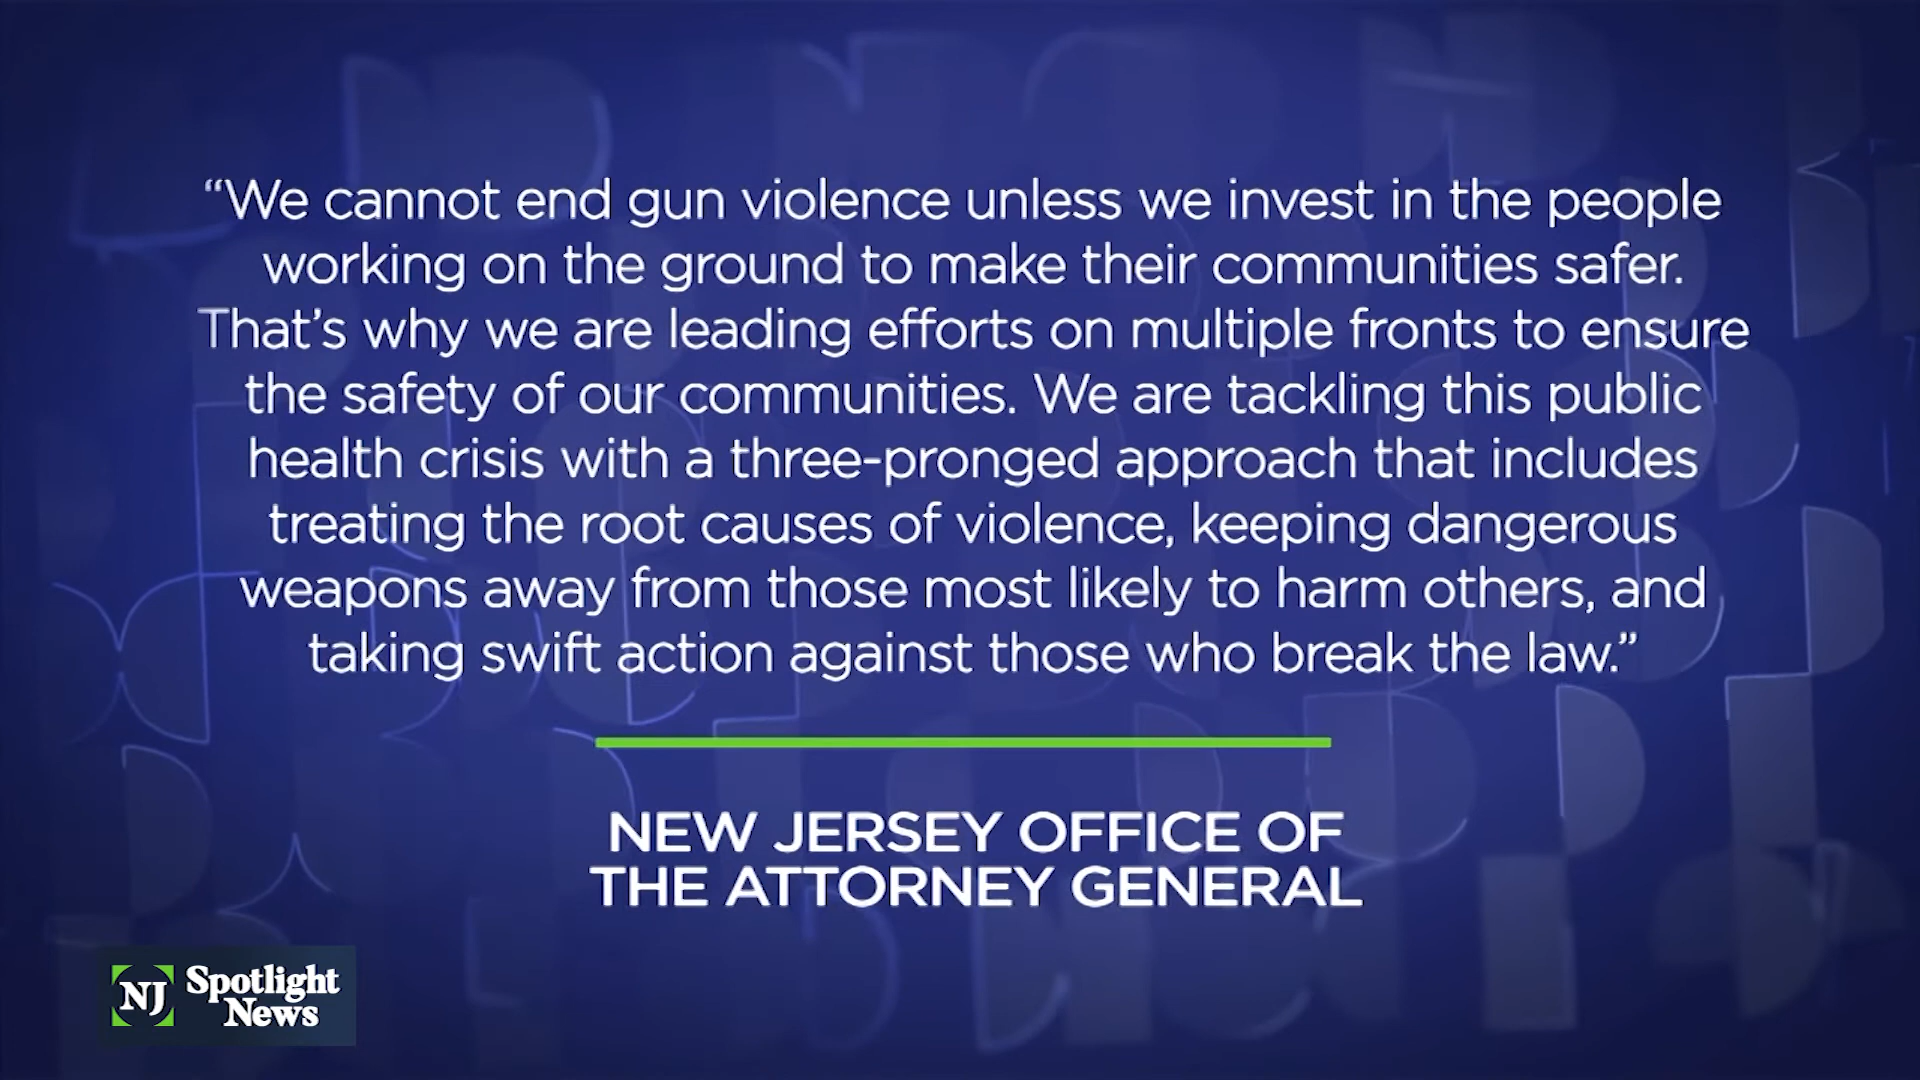 “We cannot end gun violence unless we invest in the people
working on the ground to make their communities safer.
That’s why we are leading efforts on multiple fronts to ensure
the safety of our communities. We are tackling this public
health crisis with a three-pronged approach that includes
treating the root causes of violence, keeping dangerous
weapons away from those most likely to harm others, and
taking swift action against those who break the law.”
NEW JERSEY OFFICE OF
THE ATTORNEY GENERAL
NJ Spotlight
News